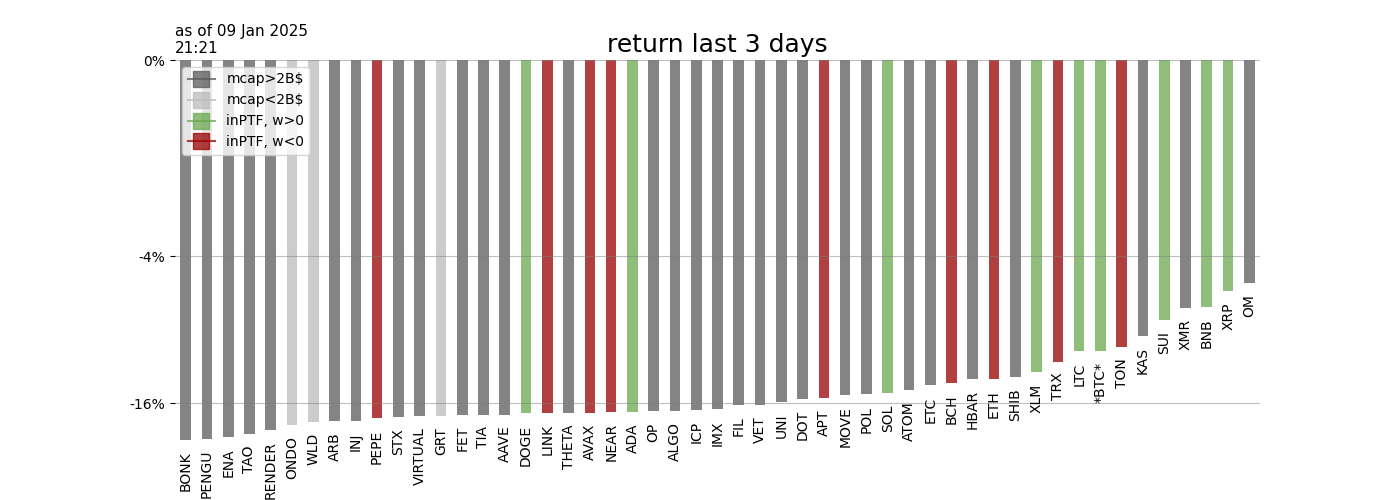 as of 09 Jan 2025
21:21
return last 3 days
0%
-4%
-16%
mcap>2B$
mcap<2B$
inPTF, w>0
inPTF, w<0
BONK
PENGU
ENA
TAO
RENDER
ONDO
WLD
ARB
INJ
PEPE
STX
VIRTUAL
GRT
FET
TIA
AAVE
DOGE
LINK
THETA
AVAX
NEAR
ADA
OP
ALGO
ICP
IMX
FIL
VET
UNI
DOT
APT
MOVE
POL
SOL
ATOM
ETC
BCH
HBAR
ETH
SHIB
XLM
TRX
LTC
*BTC*
TON
KAS
SUI
XMR
BNB
XRP
OM